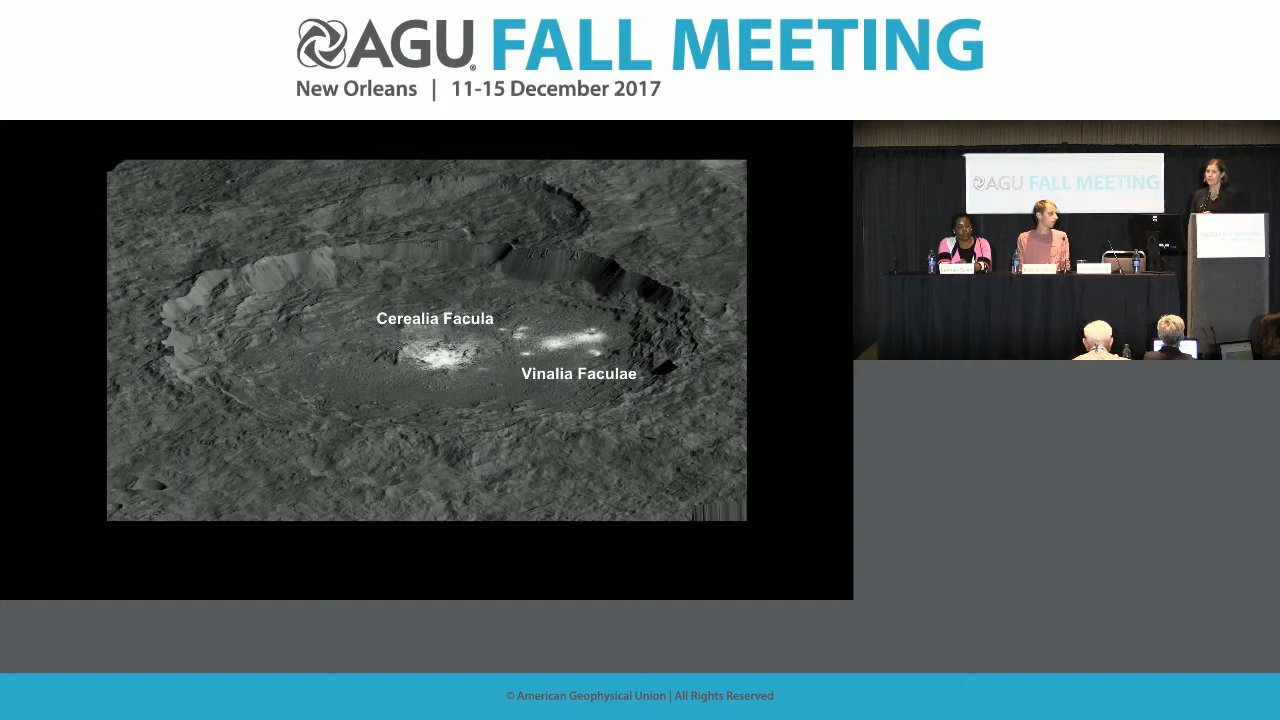 AGU FALL MEETING
New Orleans | 11-15 December 2017
Cerealia Facula
Vinalia Faculae
AGU FALL MEETING
© American Geophysical Union | All Rights Reserved